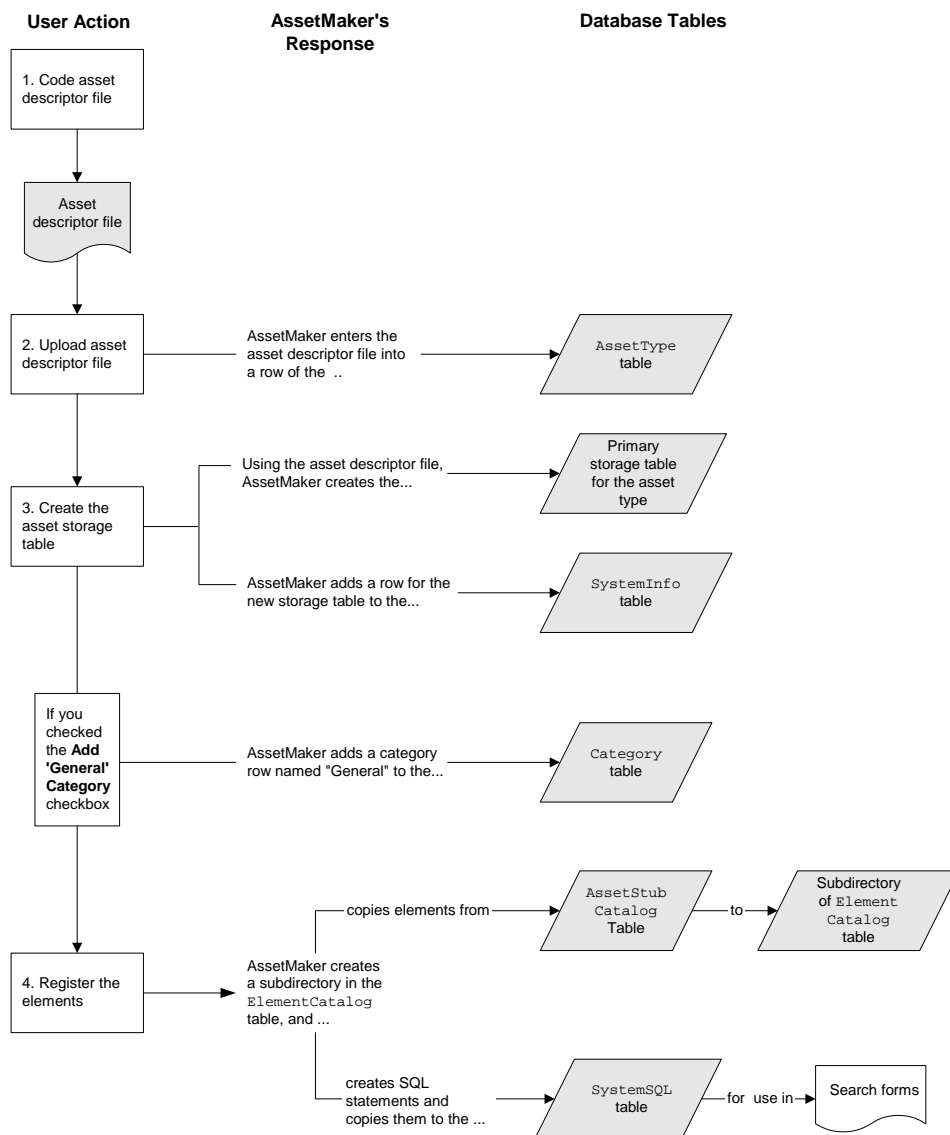 User Action
AssetMaker's
Response
Database Tables
1. Code asset
descriptor file
Asset
descriptor file
2. Upload asset
descriptor file
AssetMaker enters the
asset descriptor file into
a row of the  ..
AssetType
table
Using the asset descriptor file,
AssetMaker creates the...
Primary
storage table
for the asset
type
3. Create the
asset storage
table
AssetMaker adds a row for the
new storage table to the...
SystemInfo
table
If you
checked
the Add
'General'
Category
checkbox
AssetMaker adds a category
row named "General" to the...
Category
table
copies elements from
AssetStub
Catalog
Table
to
Subdirectory
of Element
Catalog
table
4. Register the
elements
AssetMaker creates
a subdirectory in the
ElementCatalog
table, and ...
creates SQL
statements and
copies them to the ...
SystemSQL
table
for  use in
Search forms